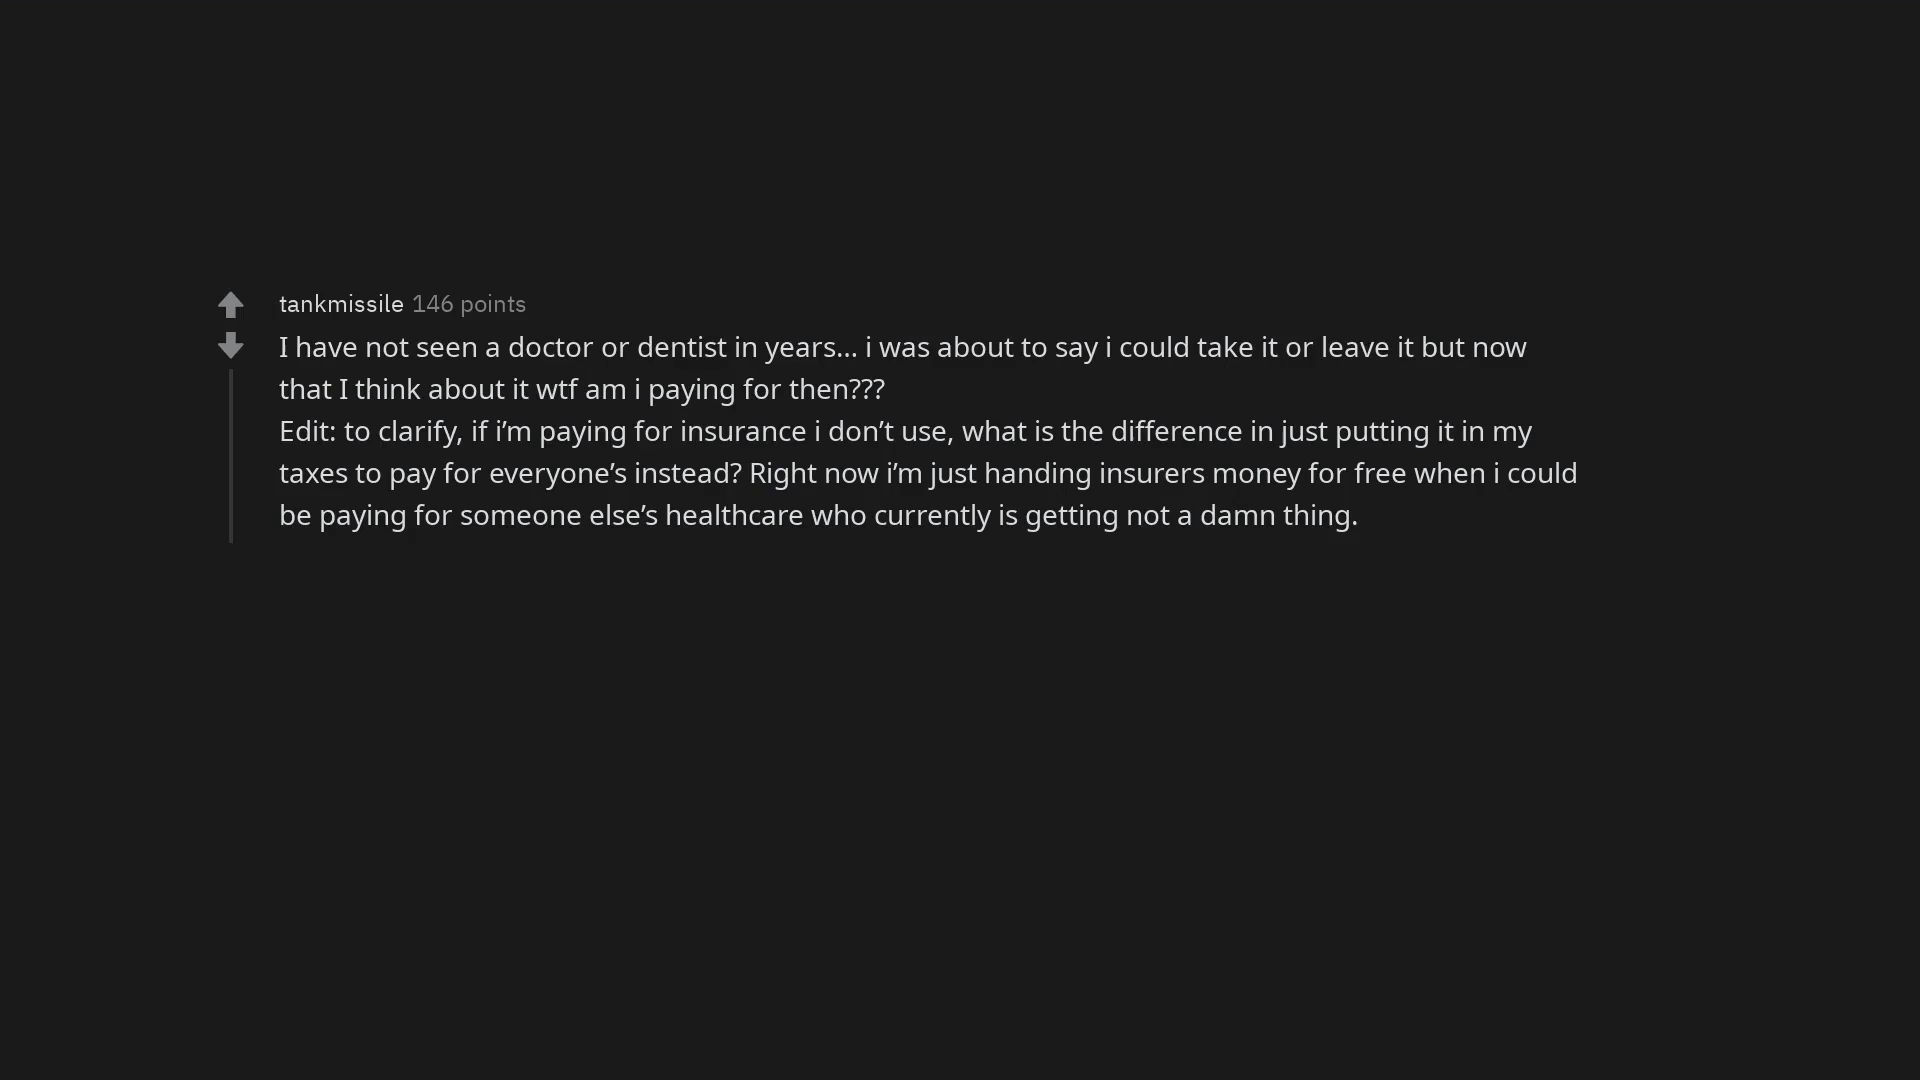 tankmissile 146 points
I have not seen a doctor or dentist in years... i was about to say i could take it or leave it but now
that I think about it wtf am i paying for then???
Edit: to clarify, if i’m paying for insurance i don’t use, what is the difference in just putting it in my
taxes to pay for everyone’s instead? Right now i’m just handing insurers money for free when i could
be paying for someone else’s healthcare who currently is getting not a damn thing.